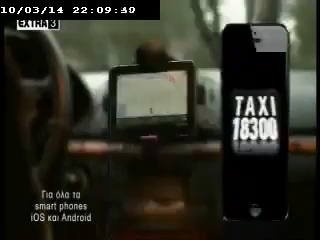 10/03/14 22:09:49
EXTRA 3
TAXI
18300
Για όλα τα
smart phones
iOS και Android